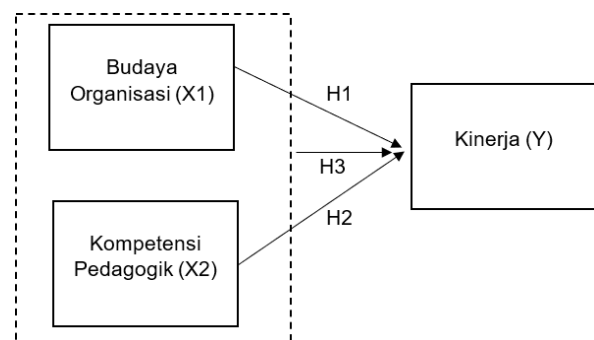 Budaya
Organisasi (X1)
H1
Kinerja (Y)
H3
H2
Kompetensi
Pedagogik (X2)